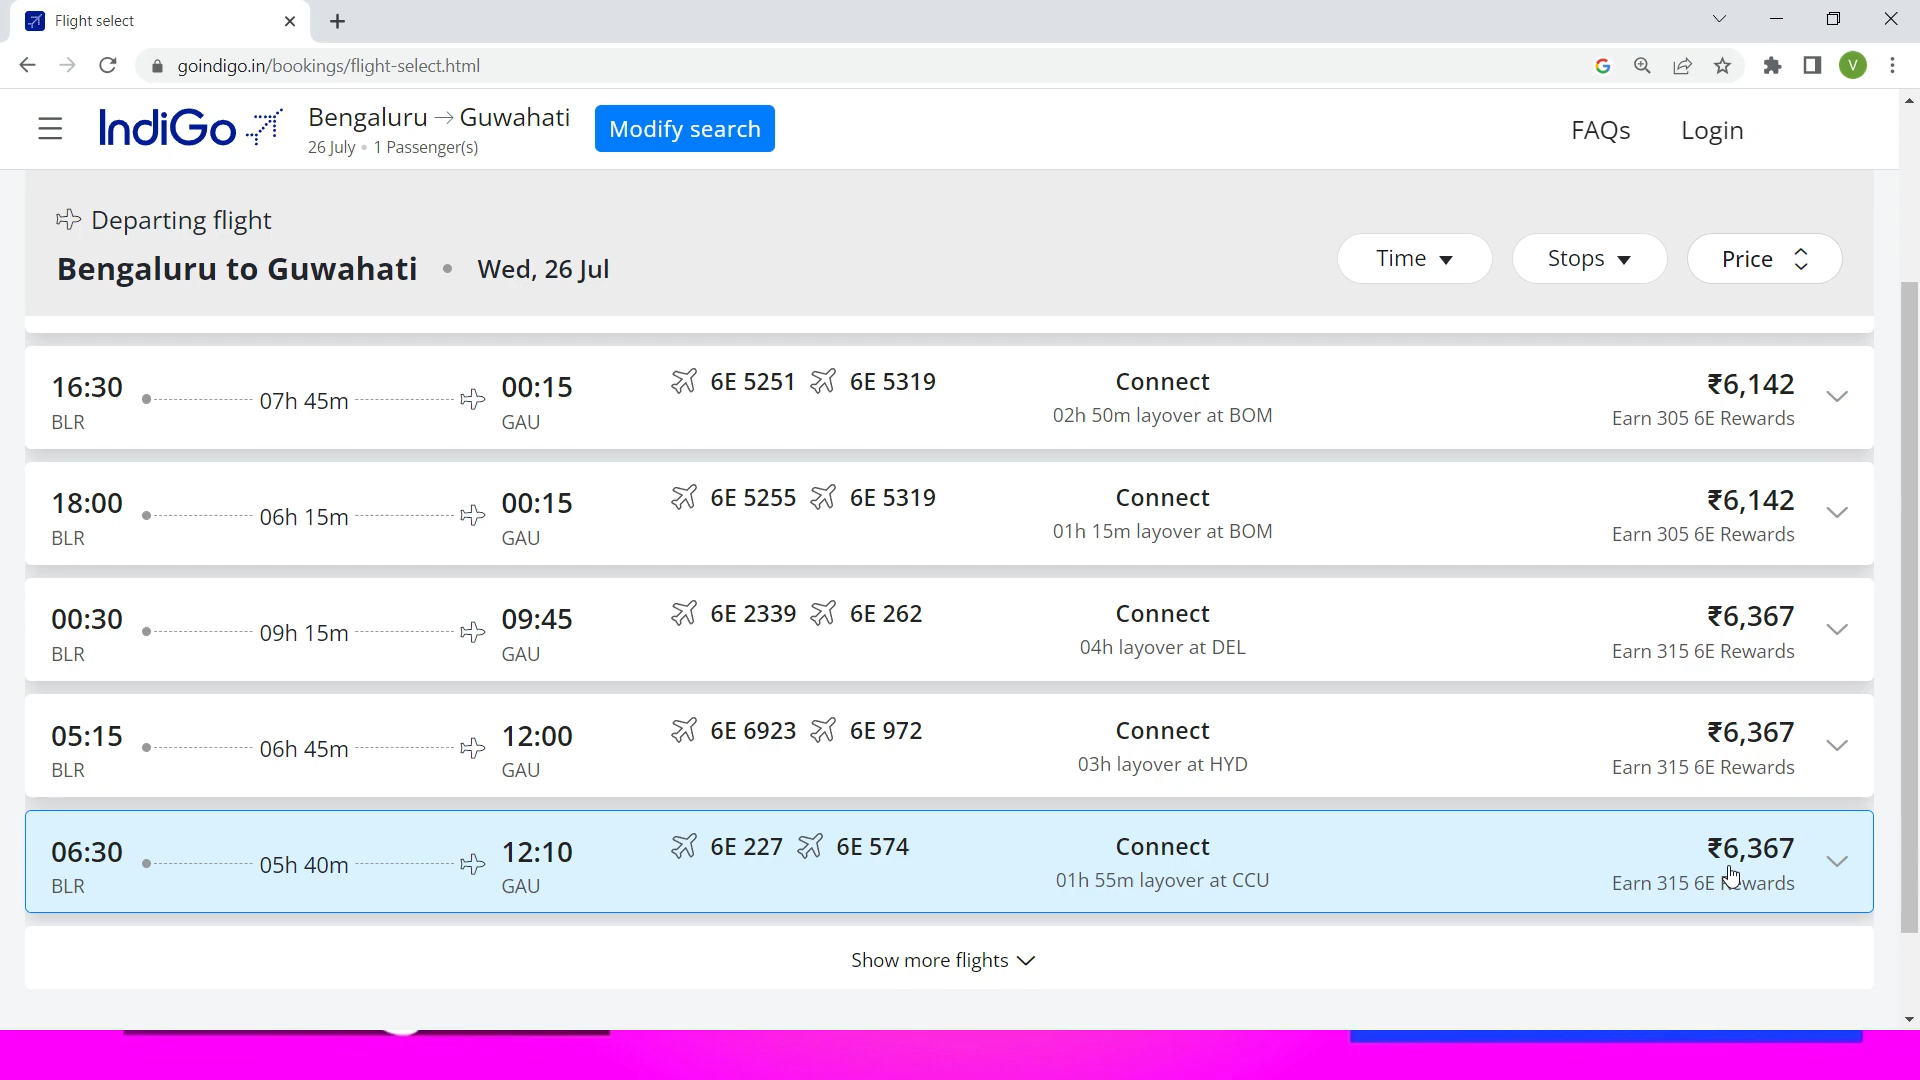 Flight select
goindigo.in/bookings/flight-select.html
V
IndiGo
Bengaluru → Guwahati
26 July • 1 Passenger(s)
Modify search
FAQs
Login
Departing flight
Bengaluru to Guwahati • Wed, 26 Jul
Time
Stops
Price
16:30 07h 45m 00:15 6E 5251 6E 5319 Connect ₹6,142
BLR GAU 02h 50m layover at BOM Earn 305 6E Rewards
18:00 06h 15m 00:15 6E 5255 6E 5319 Connect ₹6,142
BLR GAU 01h 15m layover at BOM Earn 305 6E Rewards
00:30 09h 15m 09:45 6E 2339 6E 262 Connect ₹6,367
BLR GAU 04h layover at DEL Earn 315 6E Rewards
05:15 06h 45m 12:00 6E 6923 6E 972 Connect ₹6,367
BLR GAU 03h layover at HYD Earn 315 6E Rewards
06:30 05h 40m 12:10 6E 227 6E 574 Connect ₹6,367
BLR GAU 01h 55m layover at CCU Earn 315 6E Rewards
Show more flights